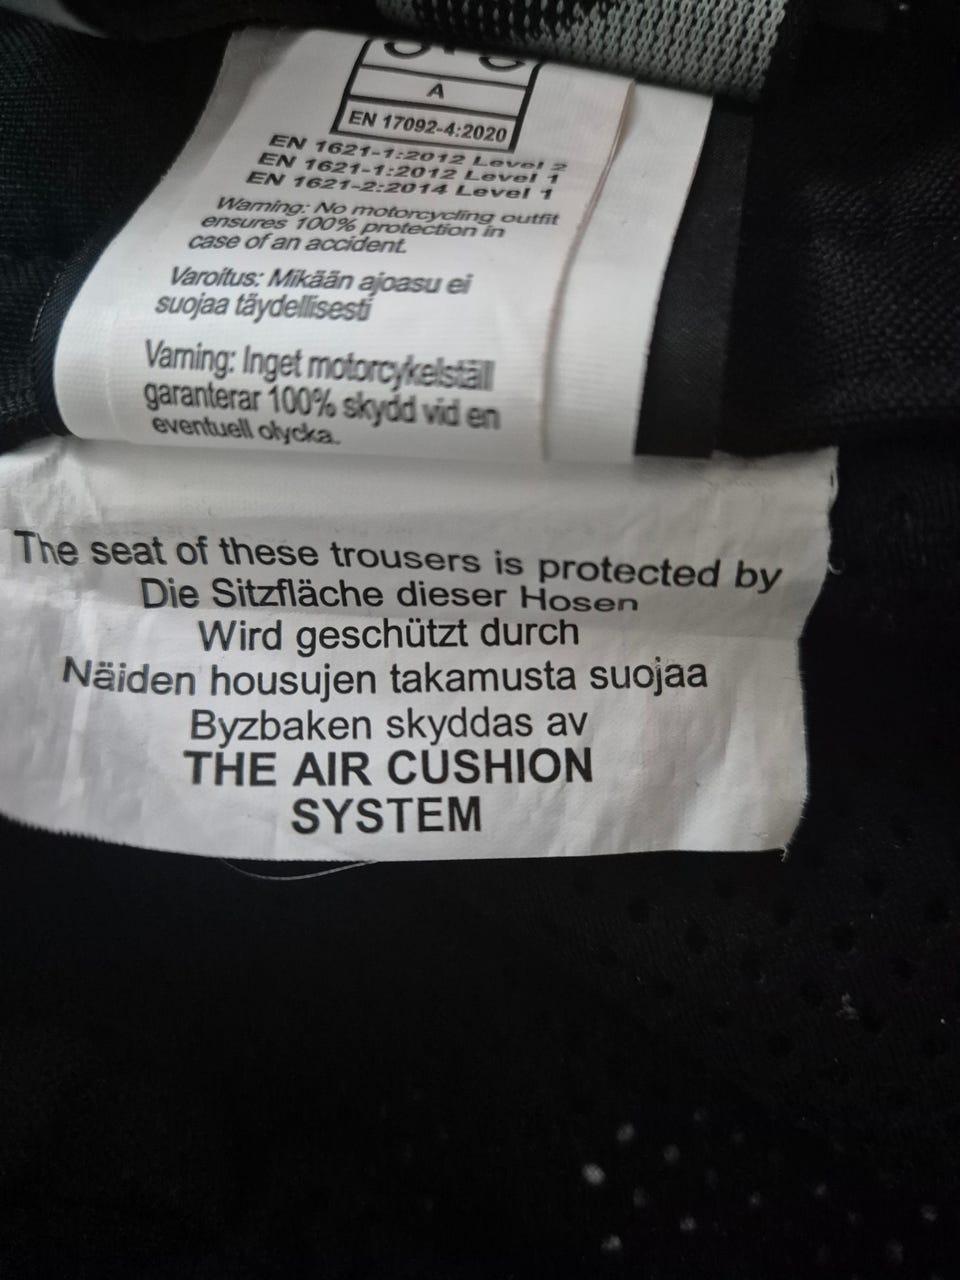 A
EN 17092-4:2020
EN 1621-1:2012 Level 2
EN 1621-1:2012 Level 1
EN 1621-2:2014 Level 1
Warning: No motorcycling outfit
ensures 100% protection in
case of an accident.
Varoitus: Mikään ajoasu ei
suojaa täydellisesti
Varning: Inget motorcykelställ
garanterar 100% skydd vid en
eventuell olycka.
The seat of these trousers is protected by
Die Sitzfläche dieser Hosen
Wird geschützt durch
Näiden housujen takamusta suojaa
Byzbaken skyddas av
THE AIR CUSHION
SYSTEM